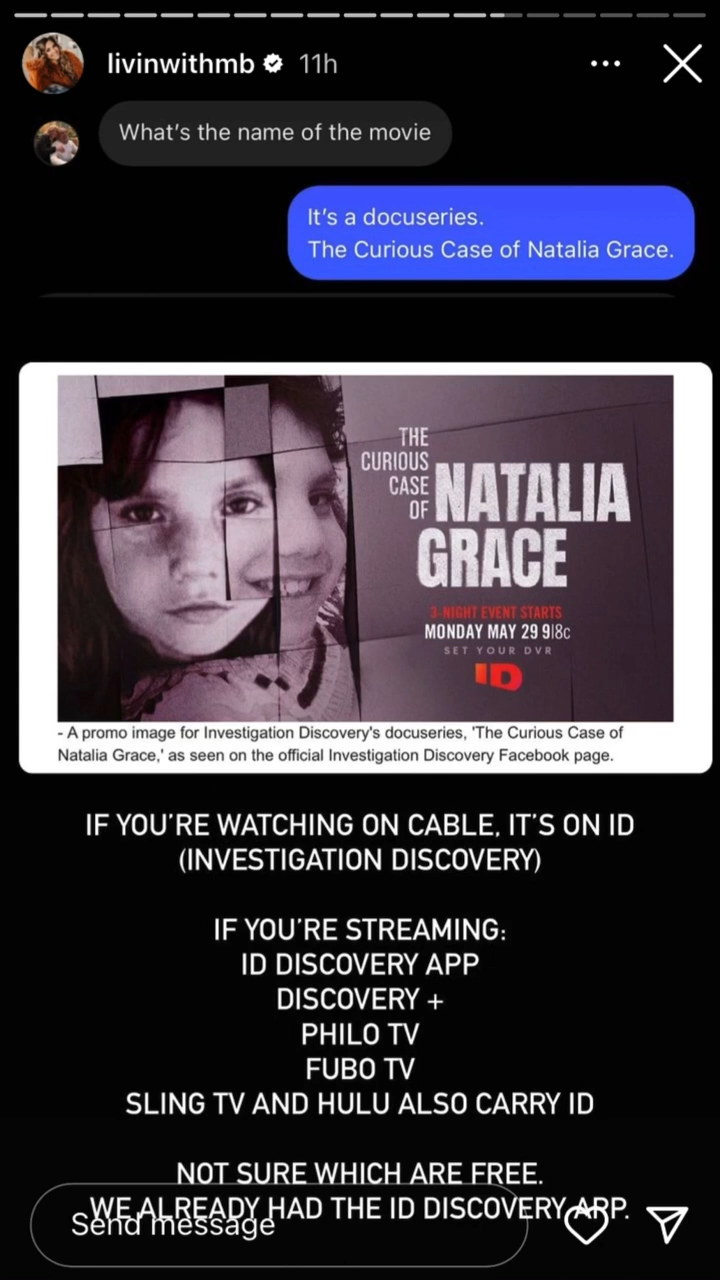 livinwithmb 11h
What's the name of the movie
It's a docuseries.
The Curious Case of Natalia Grace.
THE
CURIOUS
CASE
OF
NATALIA
GRACE
3-NIGHT EVENT STARTS
MONDAY MAY 29 9|8c
SET YOUR DVR
ID
- A promo image for Investigation Discovery's docuseries, 'The Curious Case of
Natalia Grace,' as seen on the official Investigation Discovery Facebook page.
IF YOU'RE WATCHING ON CABLE, IT'S ON ID
(INVESTIGATION DISCOVERY)
IF YOU'RE STREAMING:
ID DISCOVERY APP
DISCOVERY +
PHILO TV
FUBO TV
SLING TV AND HULU ALSO CARRY ID
NOT SURE WHICH ARE FREE.
WE ALREADY HAD THE ID DISCOVERY APP.
Send message